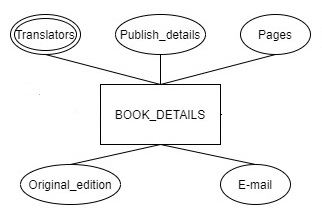 Translators
Publish_details
Pages
BOOK_DETAILS
Original_edition
E-mail